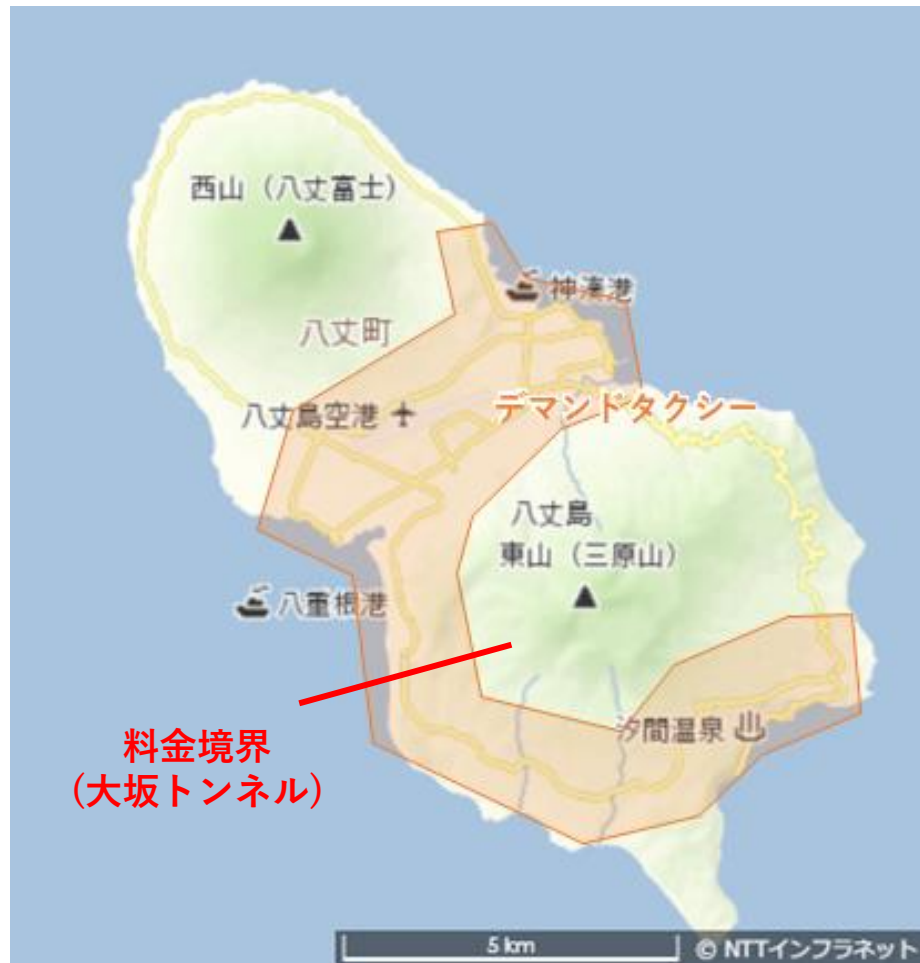 西山（八丈富士）
神湊港
八丈町
八丈島空港
デマンドタクシー
八丈島
東山（三原山）
八重根港
汐間温泉
料金境界
(大坂トンネル)
5 km
© NTTインフラネット